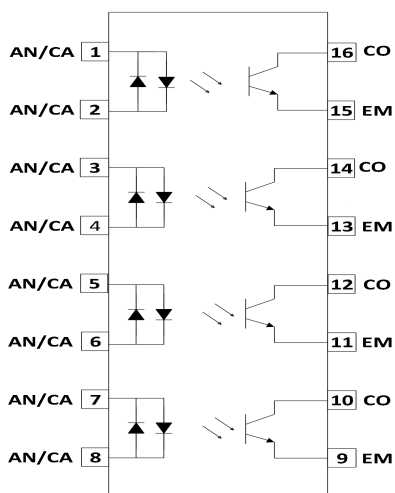 AN/CA 1 16 CO
AN/CA 2 15 EM
AN/CA 3 14 CO
AN/CA 4 13 EM
AN/CA 5 12 CO
AN/CA 6 11 EM
AN/CA 7 10 CO
AN/CA 8 9 EM